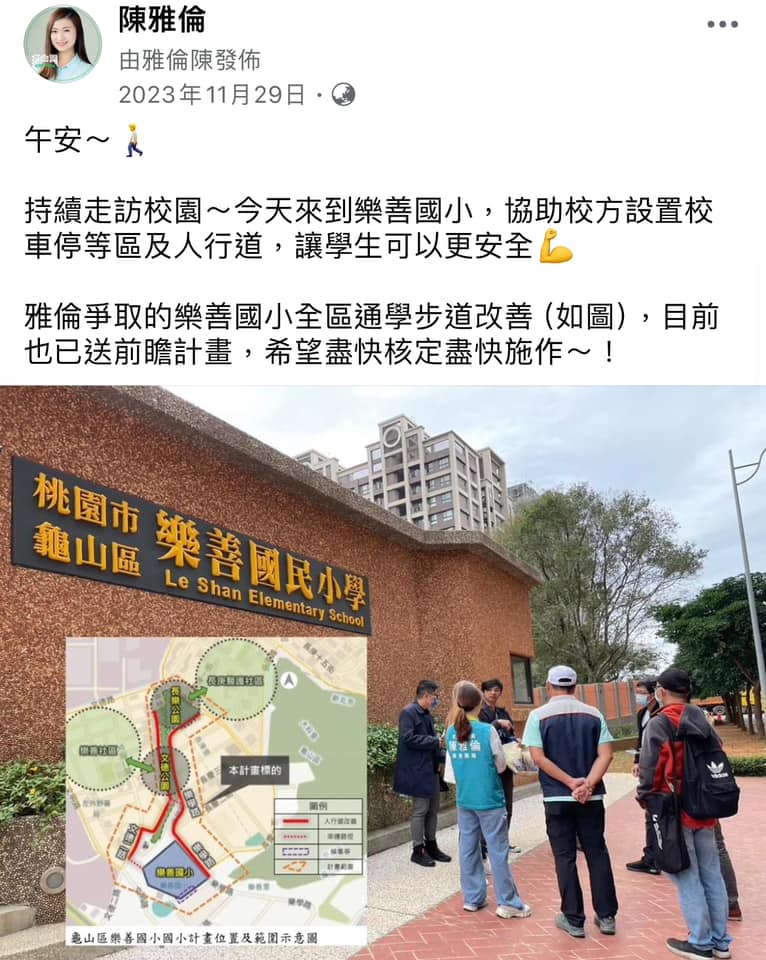 陳雅倫
由雅倫陳發佈
2023年11月29日
午安～
持續走訪校園～今天來到樂善國小，協助校方設置校
車停等區及人行道，讓學生可以更安全
雅倫爭取的樂善國小全區通學步道改善 (如圖)，目前
也已送前瞻計畫，希望盡快核定盡快施作～！
桃園市
龜山區
樂善國民小學
Le Shan Elementary School
長庚醫護社區
長樂公園
樂善社區
文德公園
本計畫標的
圖例
人行道改善
計畫範圍
樂善國小
龜山區樂善國小國小計畫位置及範圍示意圖
陳雅倫
adidas